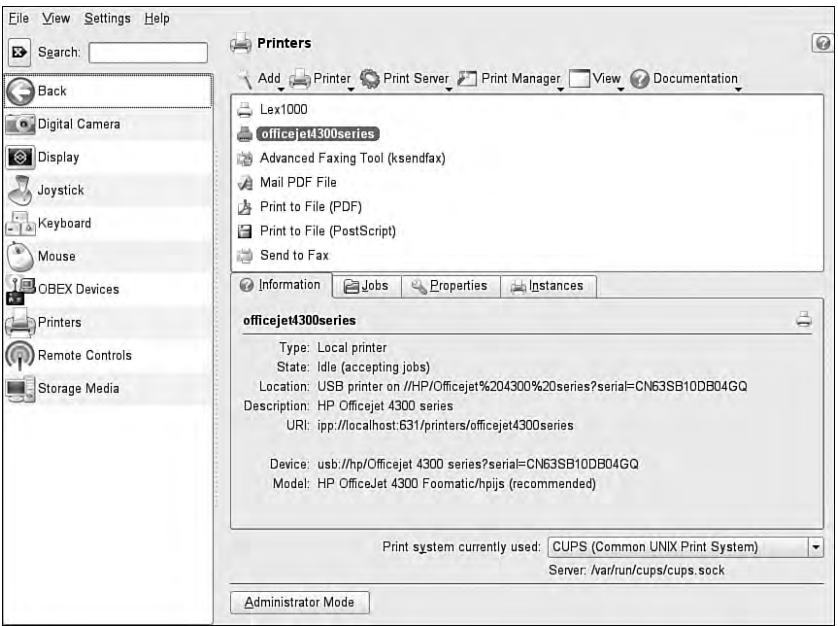 File View Settings Help
Search:
Back
Digital Camera
Display
Joystick
Keyboard
Mouse
OBEX Devices
Printers
Remote Controls
Storage Media
Printers
Add Printer Print Server Print Manager View Documentation
Lex1000
officejet4300series
Advanced Faxing Tool (ksendfax)
Mail PDF File
Print to File (PDF)
Print to File (PostScript)
Send to Fax
Information Jobs Properties Instances
officejet4300series
Type: Local printer
State: Idle (accepting jobs)
Location: USB printer on //HP/Officejet%204300%20series?serial=CN63SB10DB04GQ
Description: HP Officejet 4300 series
URI: ipp://localhost:631/printers/officejet4300series
Device: usb://hp/Officejet 4300 series?serial=CN63SB10DB04GQ
Model: HP OfficeJet 4300 Foomatic/hpijs (recommended)
Print system currently used: CUPS (Common UNIX Print System)
Server: /var/run/cups/cups.sock
Administrator Mode